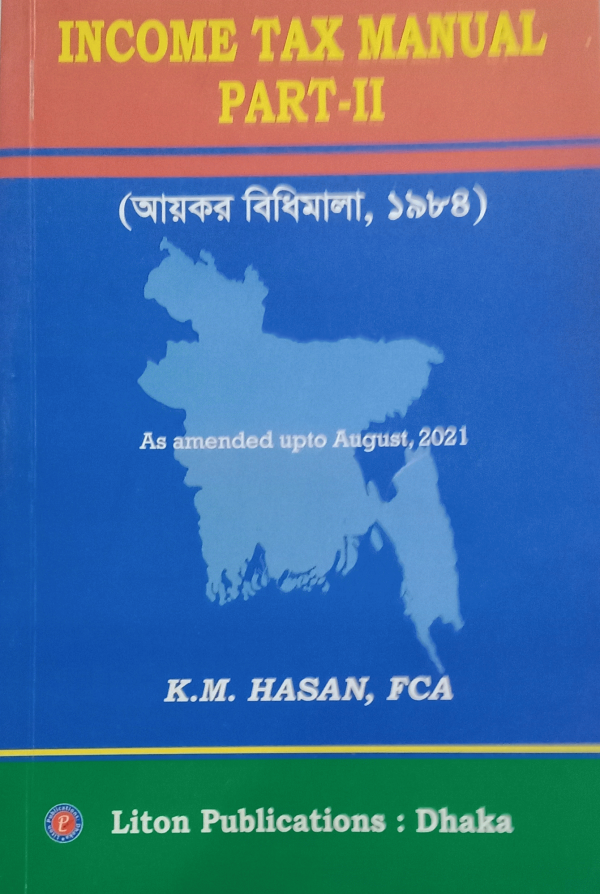 INCOME TAX MANUAL
PART-II
(আয়কর বিধিমালা, ১৯৮৪)
As amended upto August, 2021
K.M. HASAN, FCA
Liton Publications : Dhaka